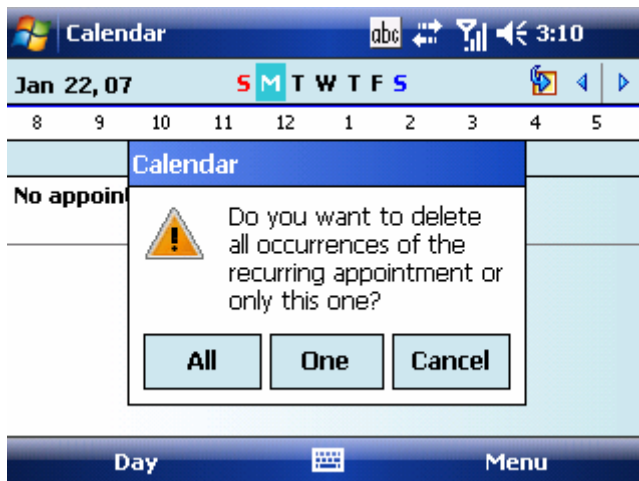 Calendar abc 3:10
Jan 22, 07 S M T W T F S
8 9 10 11 12 1 2 3 4 5
Calendar
No appoin
Do you want to delete
all occurrences of the
recurring appointment or
only this one?
All One Cancel
Day Menu